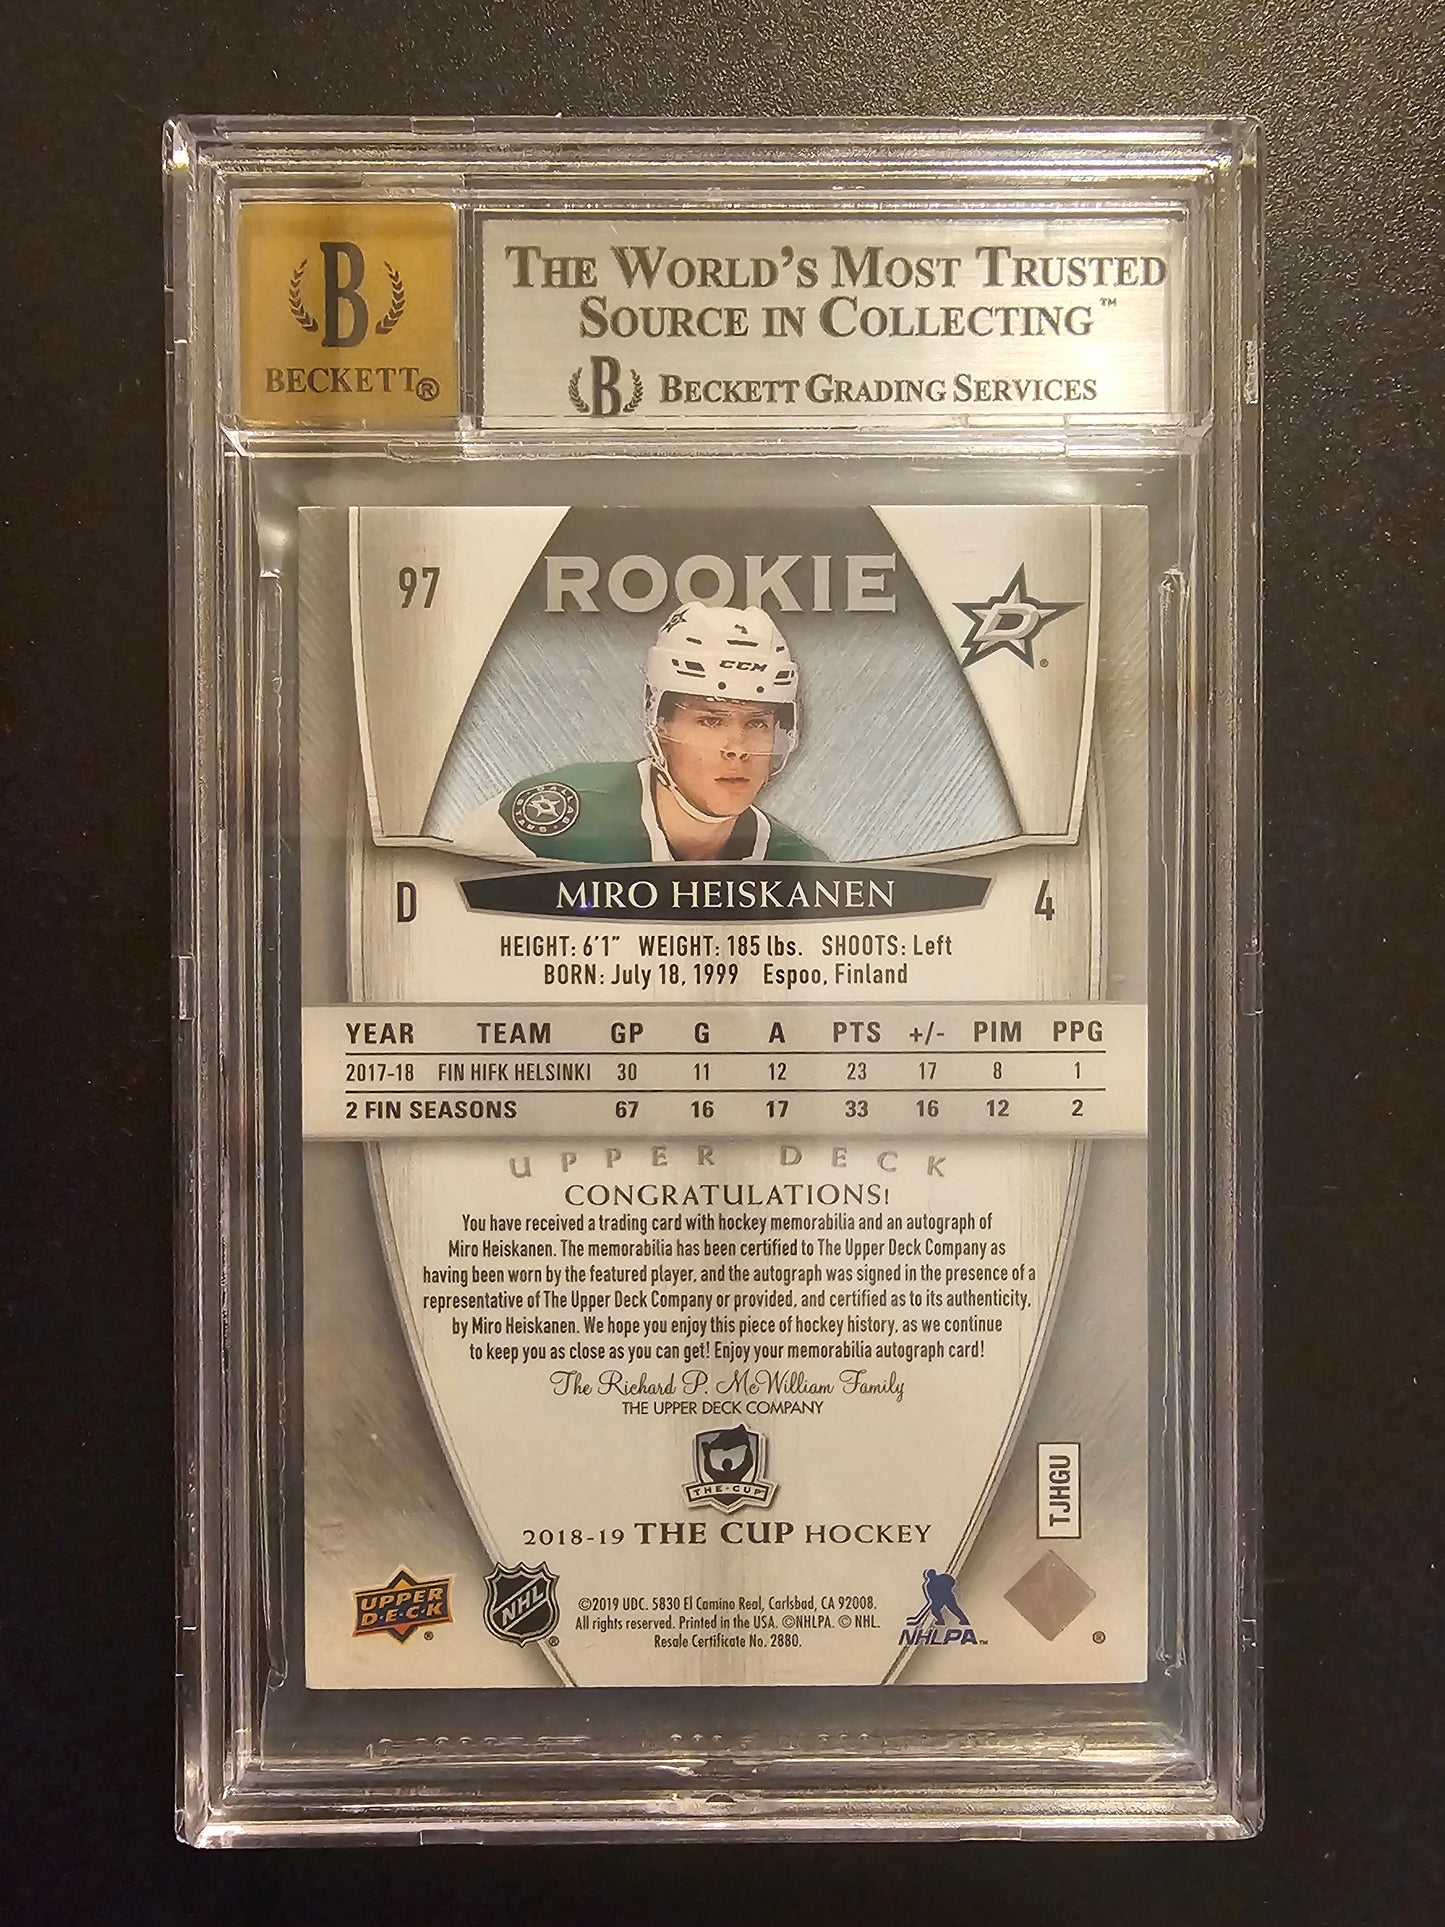 THE WORLD'S MOST TRUSTED
SOURCE IN COLLECTING™
B
BECKETT®
B BECKETT GRADING SERVICES
97
ROOKIE
D
®
CCM
DALLAS
STARS
D
MIRO HEISKANEN
4
HEIGHT: 6'1" WEIGHT: 185 lbs. SHOOTS: Left
BORN: July 18, 1999 Espoo, Finland
YEAR TEAM GP G A PTS +/- PIM PPG
2017-18 FIN HIFK HELSINKI 30 11 12 23 17 8 1
2 FIN SEASONS 67 16 17 33 16 12 2
UPPER DECK
CONGRATULATIONS!
You have received a trading card with hockey memorabilia and an autograph of
Miro Heiskanen. The memorabilia has been certified to The Upper Deck Company as
having been worn by the featured player, and the autograph was signed in the presence of a
representative of The Upper Deck Company or provided, and certified as to its authenticity,
by Miro Heiskanen. We hope you enjoy this piece of hockey history, as we continue
to keep you as close as you can get! Enjoy your memorabilia autograph card!
The Richard P. McWilliam Family
THE UPPER DECK COMPANY
THE·CUP
TJHGU
2018-19 THE CUP HOCKEY
UPPER
D·E·C·K
®
NHL
®
©2019 UDC. 5830 El Camino Real, Carlsbad, CA 92008.
All rights reserved. Printed in the USA. ©NHLPA. © NHL.
Resale Certificate No. 2880.
NHLPA™
®